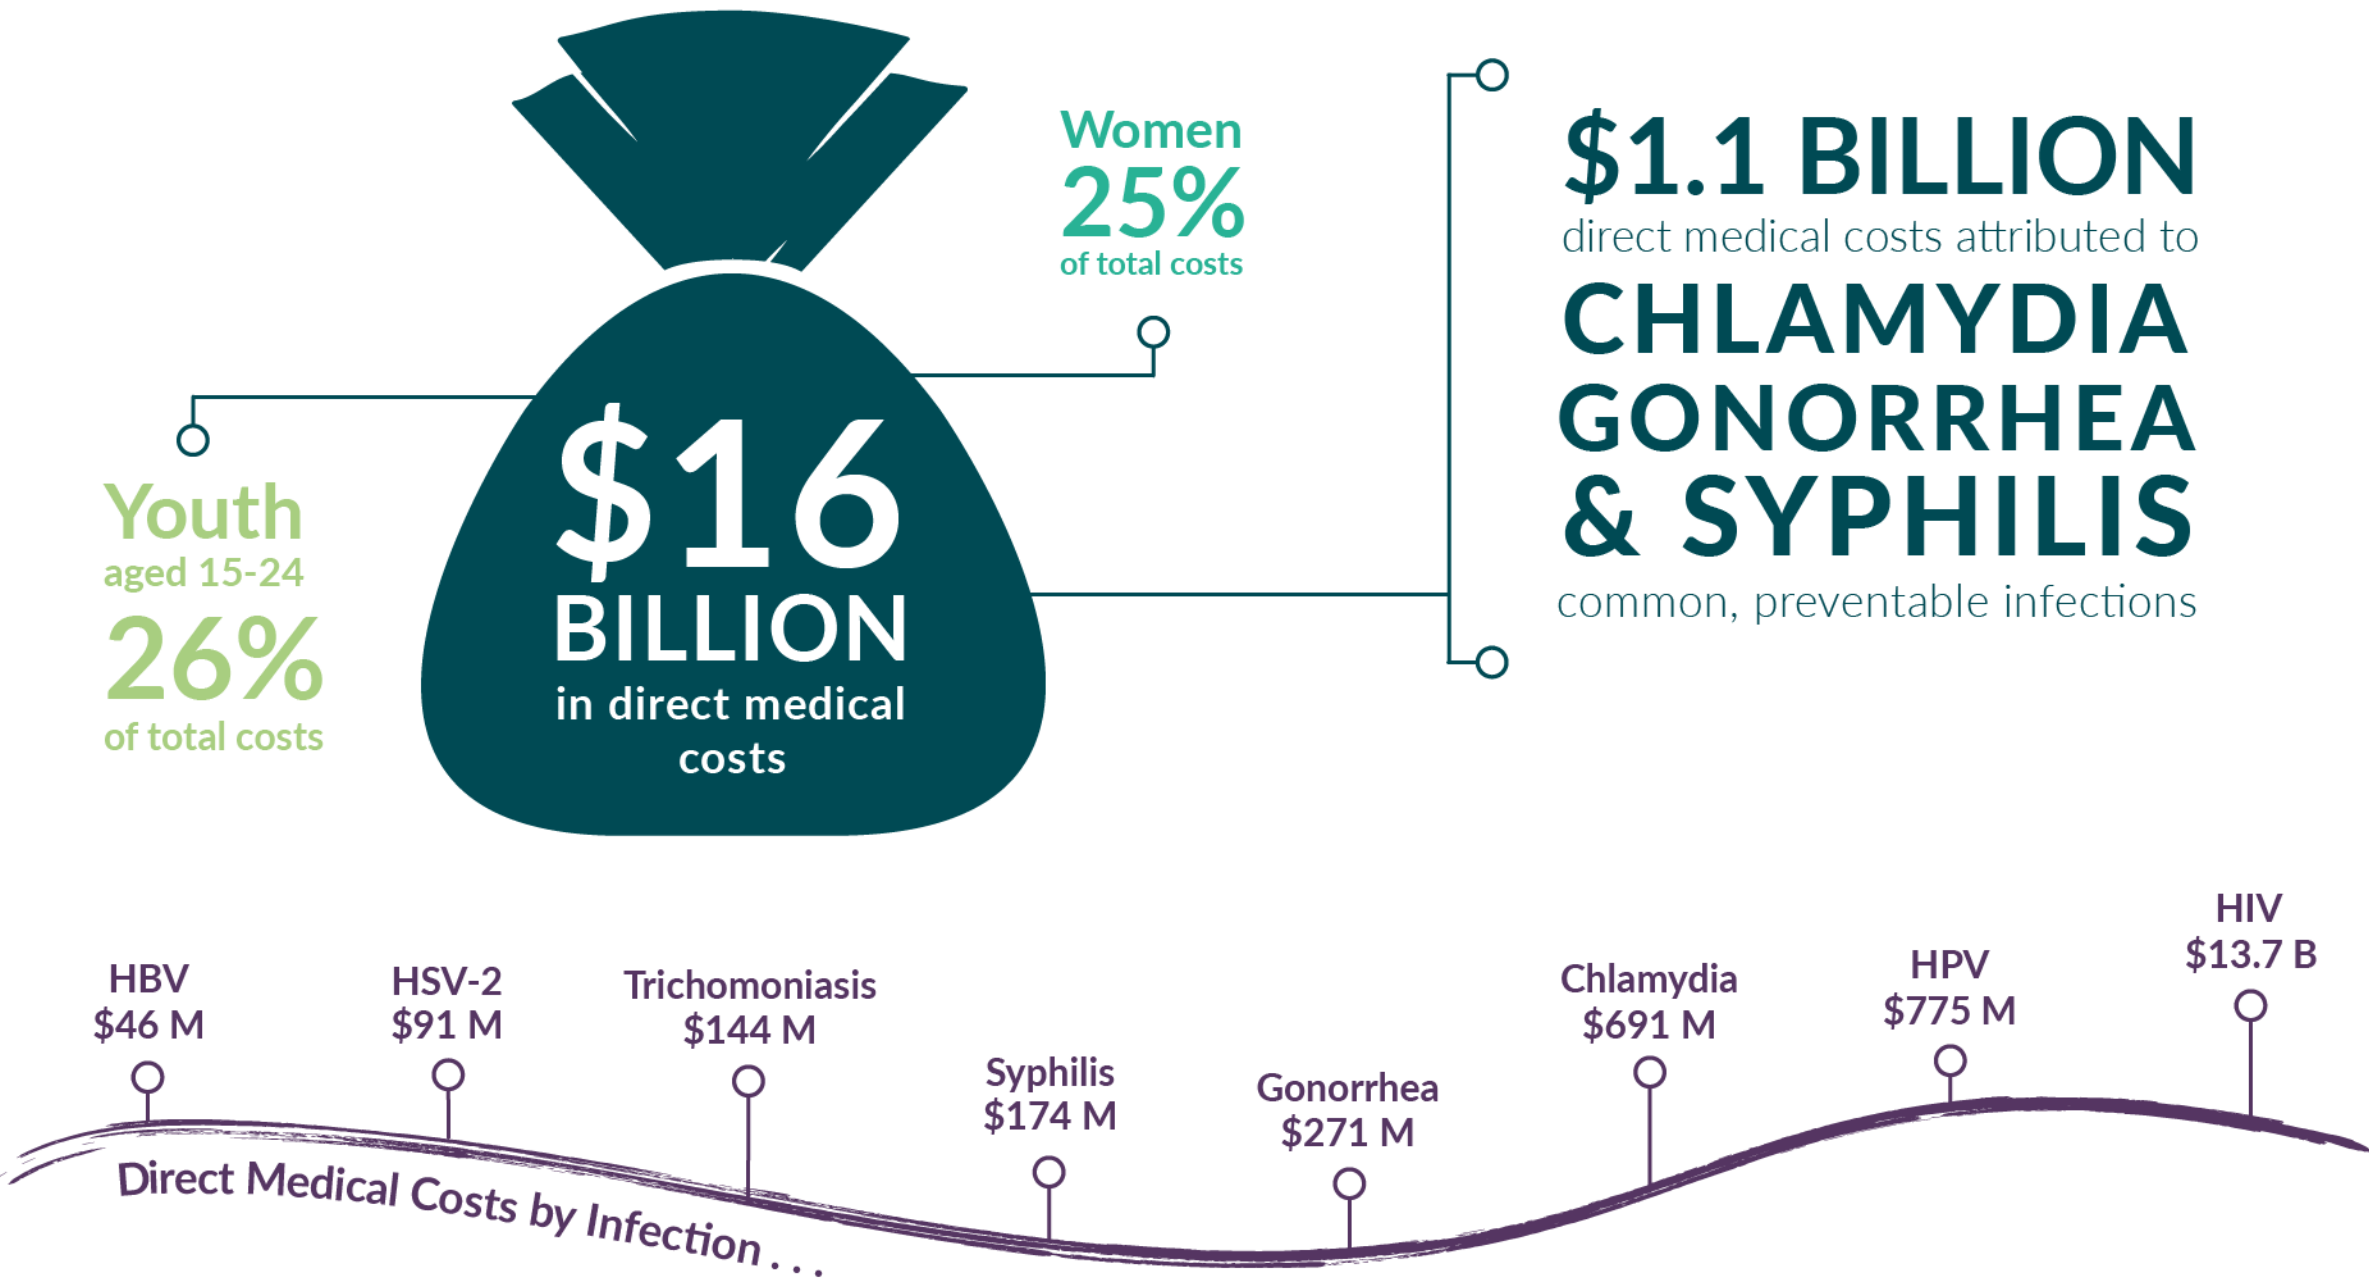 Women
25%
of total costs
$1.1 BILLION
direct medical costs attributed to
CHLAMYDIA
GONORRHEA
& SYPHILIS
common, preventable infections
$16
BILLION
in direct medical
costs
Youth
aged 15-24
26%
of total costs
HBV
$46 M
HSV-2
$91 M
Trichomoniasis
$144 M
Syphilis
$174 M
Gonorrhea
$271 M
Chlamydia
$691 M
HPV
$775 M
HIV
$13.7 B
Direct Medical Costs by Infection . . .